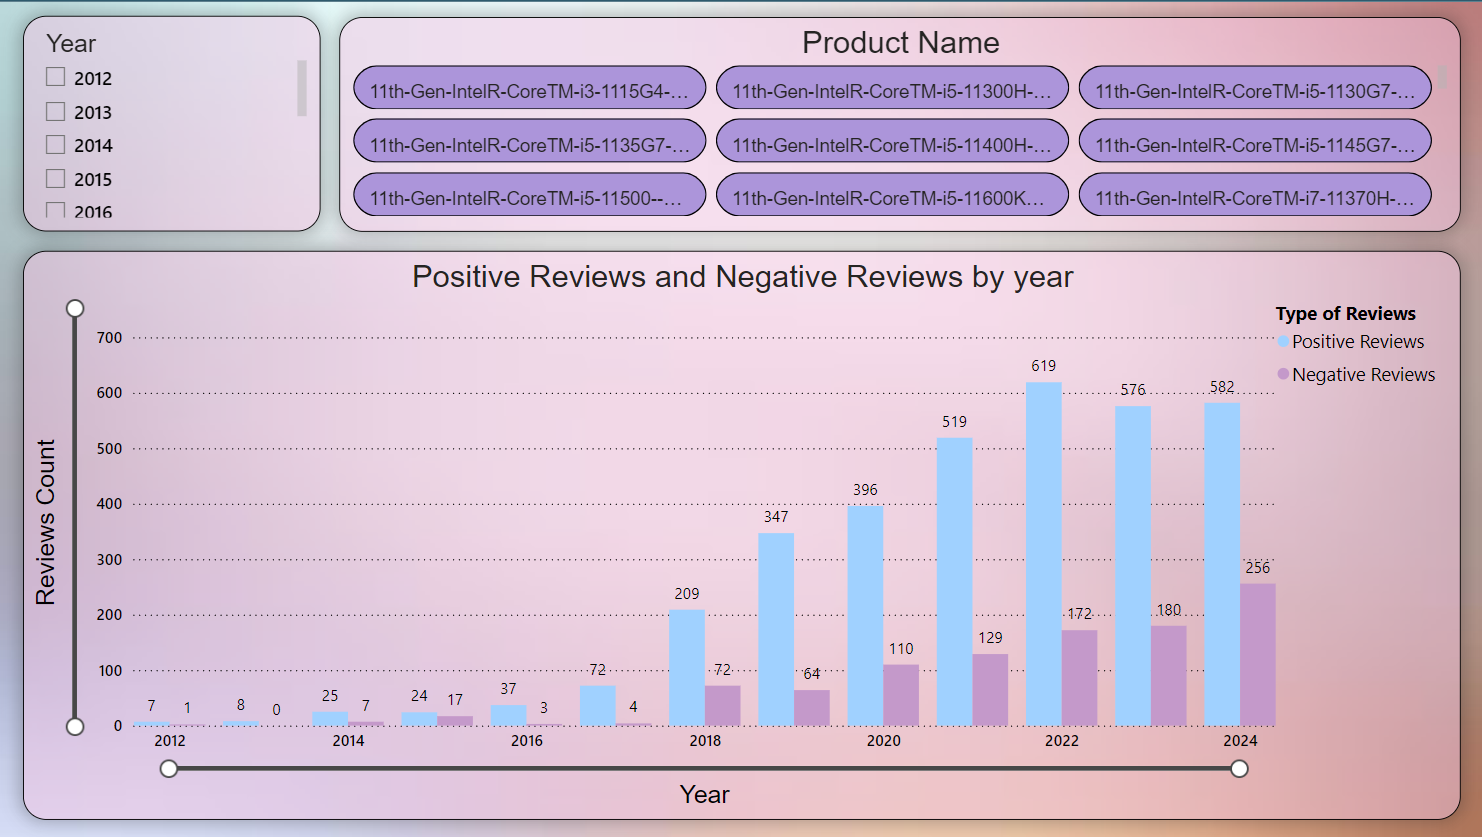 Year
2012
2013
2014
2015
2016
Product Name
11th-Gen-IntelR-CoreTM-i3-1115G4-...
11th-Gen-IntelR-CoreTM-i5-11300H-...
11th-Gen-IntelR-CoreTM-i5-1130G7-...
11th-Gen-IntelR-CoreTM-i5-1135G7-...
11th-Gen-IntelR-CoreTM-i5-11400H-...
11th-Gen-IntelR-CoreTM-i5-1145G7-...
11th-Gen-IntelR-CoreTM-i5-11500--...
11th-Gen-IntelR-CoreTM-i5-11600K...
11th-Gen-IntelR-CoreTM-i7-11370H-...
Positive Reviews and Negative Reviews by year
Type of Reviews
Positive Reviews
Negative Reviews
Reviews Count
700
600
500
400
300
200
100
0
7
1
8
0
25
7
24
17
37
3
72
4
209
72
347
64
396
110
519
129
619
172
576
180
582
256
2012
2014
2016
2018
2020
2022
2024
Year